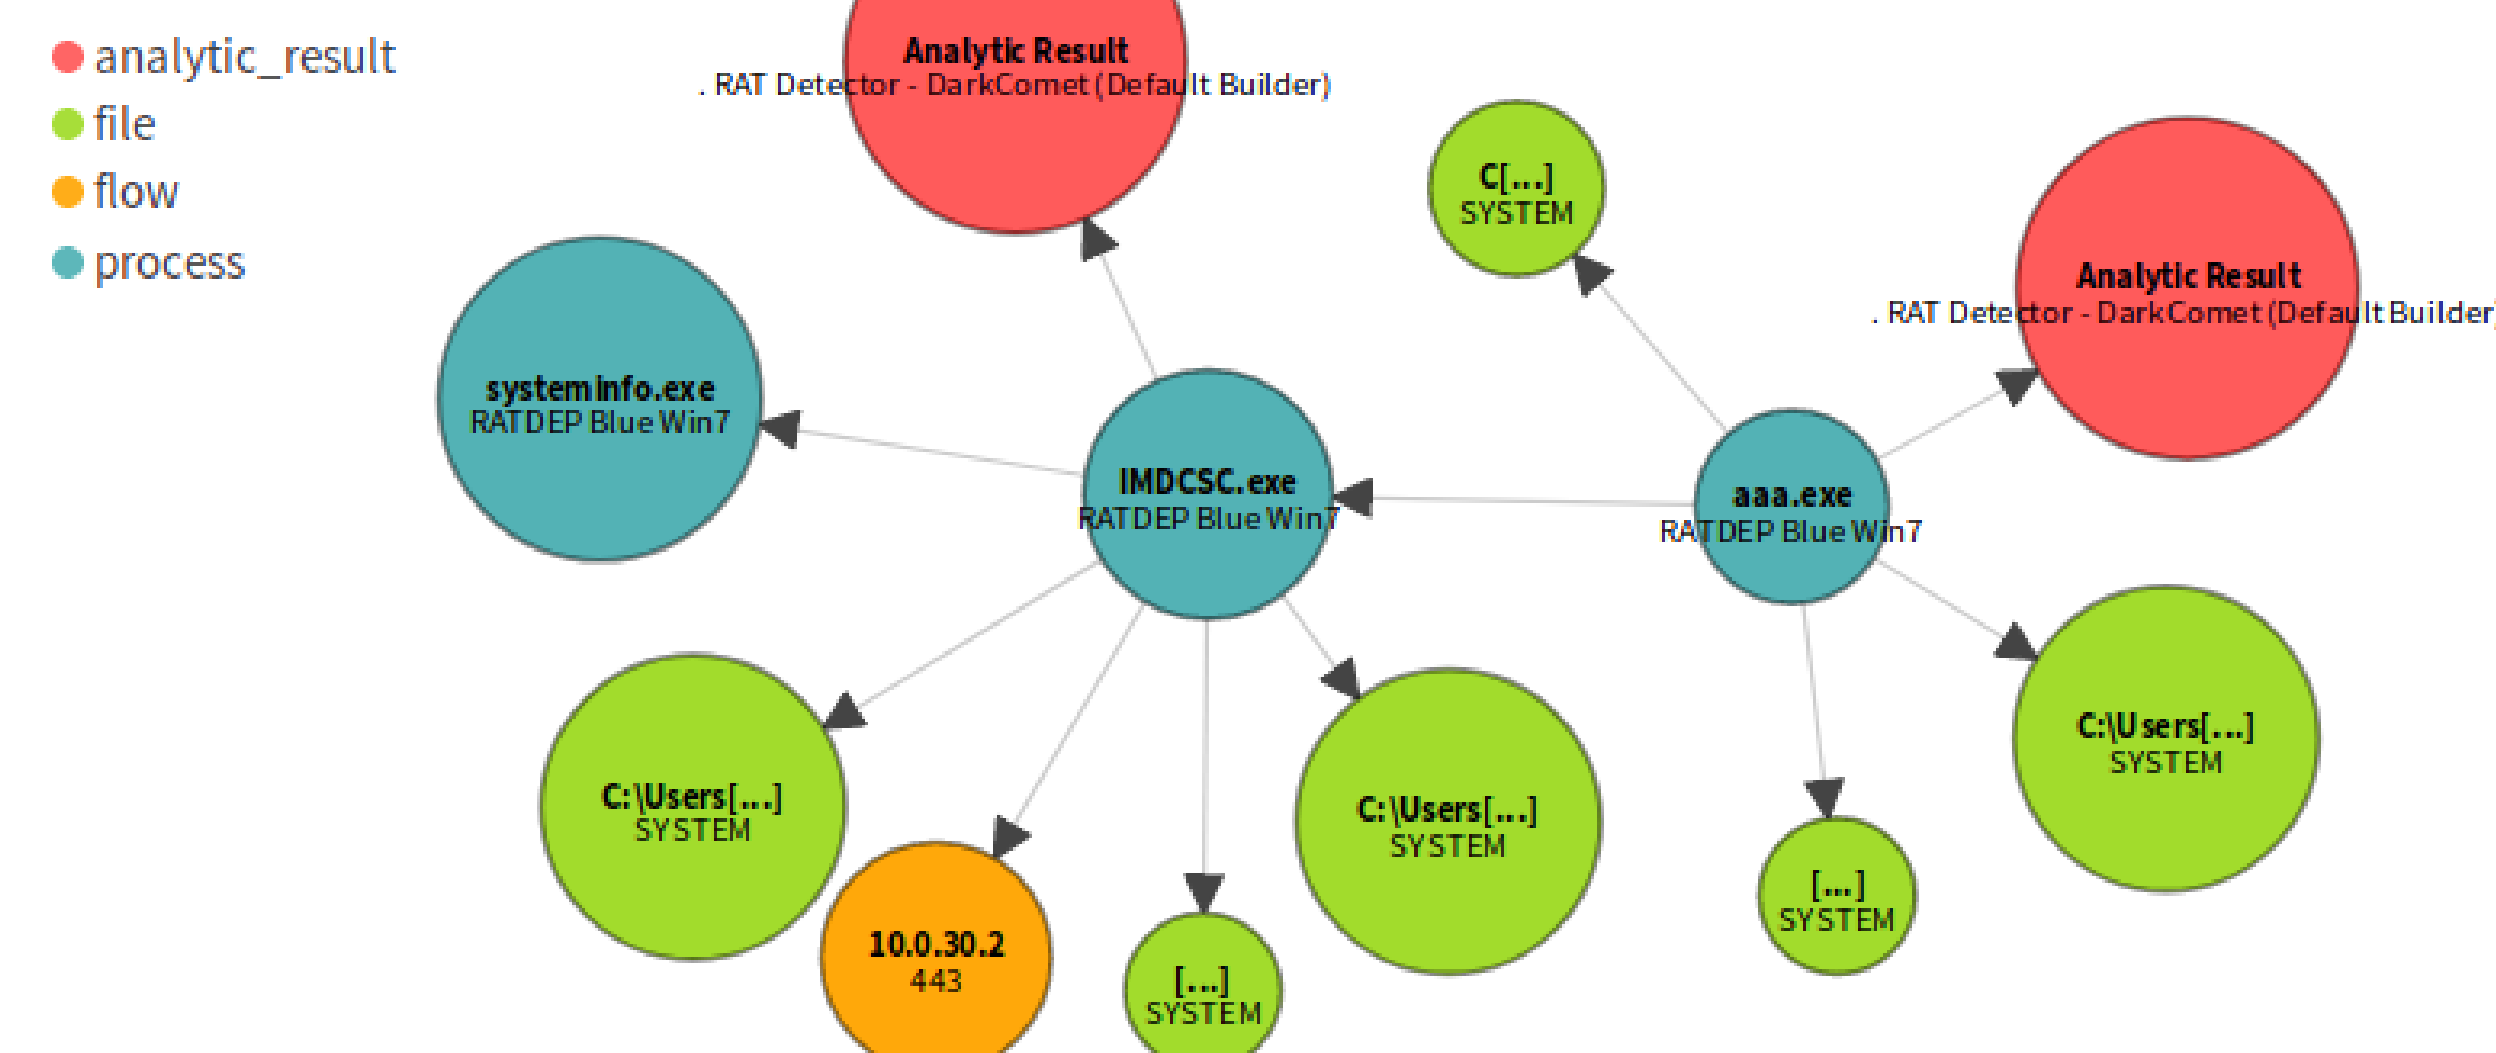 analytic_result
file
flow
process
Analytic Result
. RAT Detector - DarkComet (Default Builder)
C[...]
SYSTEM
Analytic Result
. RAT Detector - DarkComet (Default Builder)
systeminfo.exe
RATDEP Blue Win7
IMDCSC.exe
RATDEP Blue Win7
aaa.exe
RATDEP Blue Win7
C:\Users[...]
SYSTEM
10.0.30.2
443
[...]
SYSTEM
C:\Users[...]
SYSTEM
[...]
SYSTEM
C:\Users[...]
SYSTEM